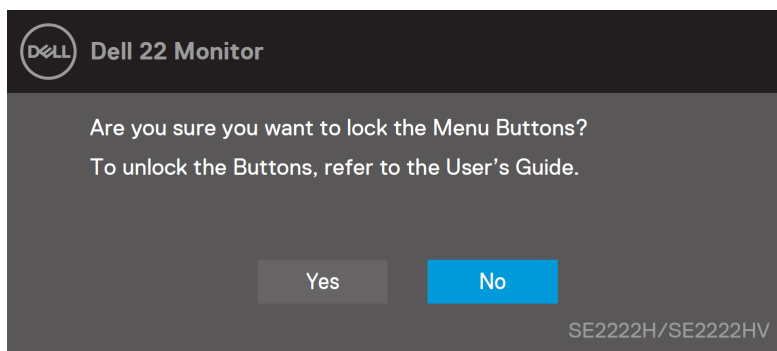 DELL Dell 22 Monitor
Are you sure you want to lock the Menu Buttons?
To unlock the Buttons, refer to the User’s Guide.
Yes No
SE2222H/SE2222HV